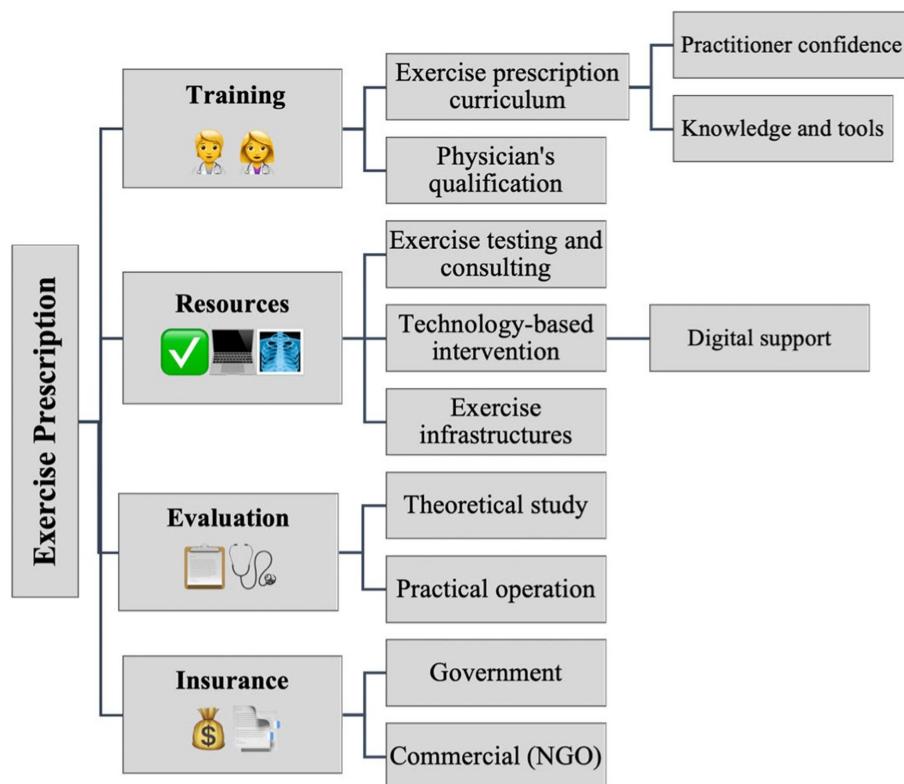 Exercise Prescription
Training
Exercise prescription
curriculum
Practitioner confidence
Knowledge and tools
Physician's
qualification
Resources
Exercise testing and
consulting
Technology-based
intervention
Digital support
Exercise
infrastructures
Evaluation
Theoretical study
Practical operation
Insurance
$
Government
Commercial (NGO)